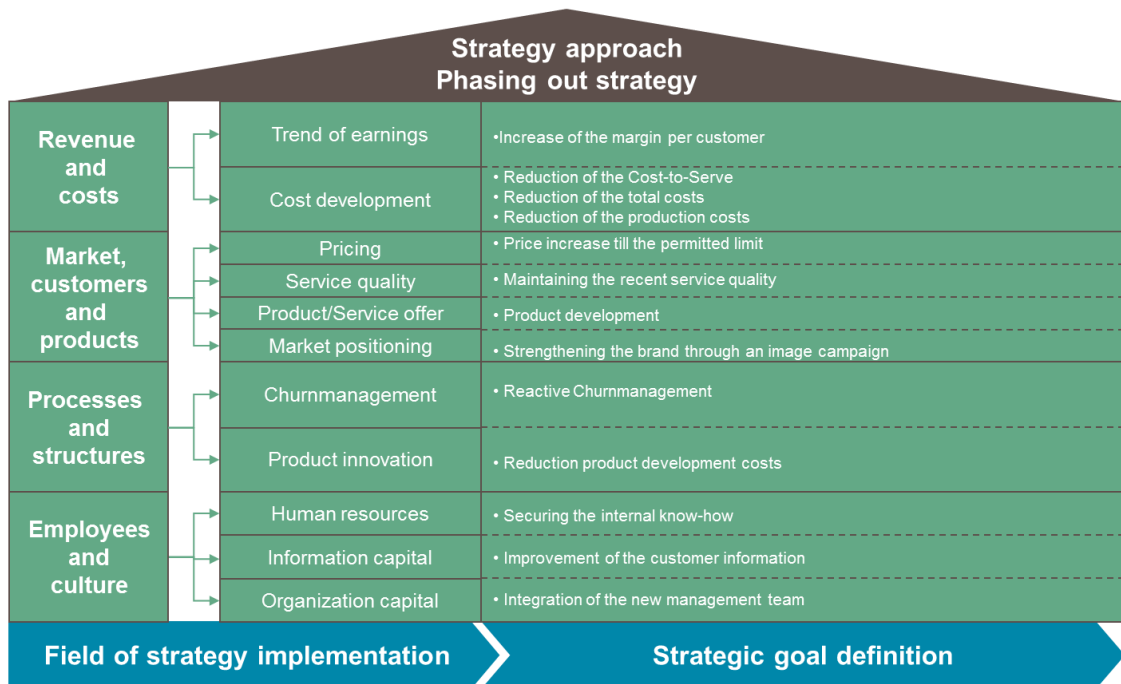 Strategy approach
Phasing out strategy
Revenue
and
costs
Trend of earnings
•Increase of the margin per customer
Cost development
• Reduction of the Cost-to-Serve
• Reduction of the total costs
• Reduction of the production costs
Market,
customers
and
products
Pricing
• Price increase till the permitted limit
Service quality
• Maintaining the recent service quality
Product/Service offer
• Product development
Market positioning
• Strengthening the brand through an image campaign
Processes
and
structures
Churnmanagement
• Reactive Churnmanagement
Product innovation
• Reduction product development costs
Employees
and
culture
Human resources
• Securing the internal know-how
Information capital
• Improvement of the customer information
Organization capital
• Integration of the new management team
Field of strategy implementation
Strategic goal definition